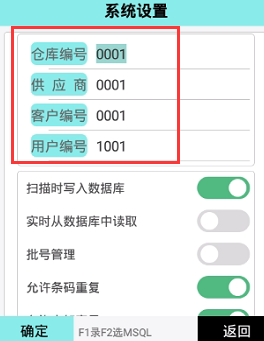 系统设置
仓库编号 0001
供应商 0001
客户编号 0001
用户编号 1001
扫描时写入数据库
实时从数据库中读取
批号管理
允许条码重复
确定 F1录F2选MSQL 返回